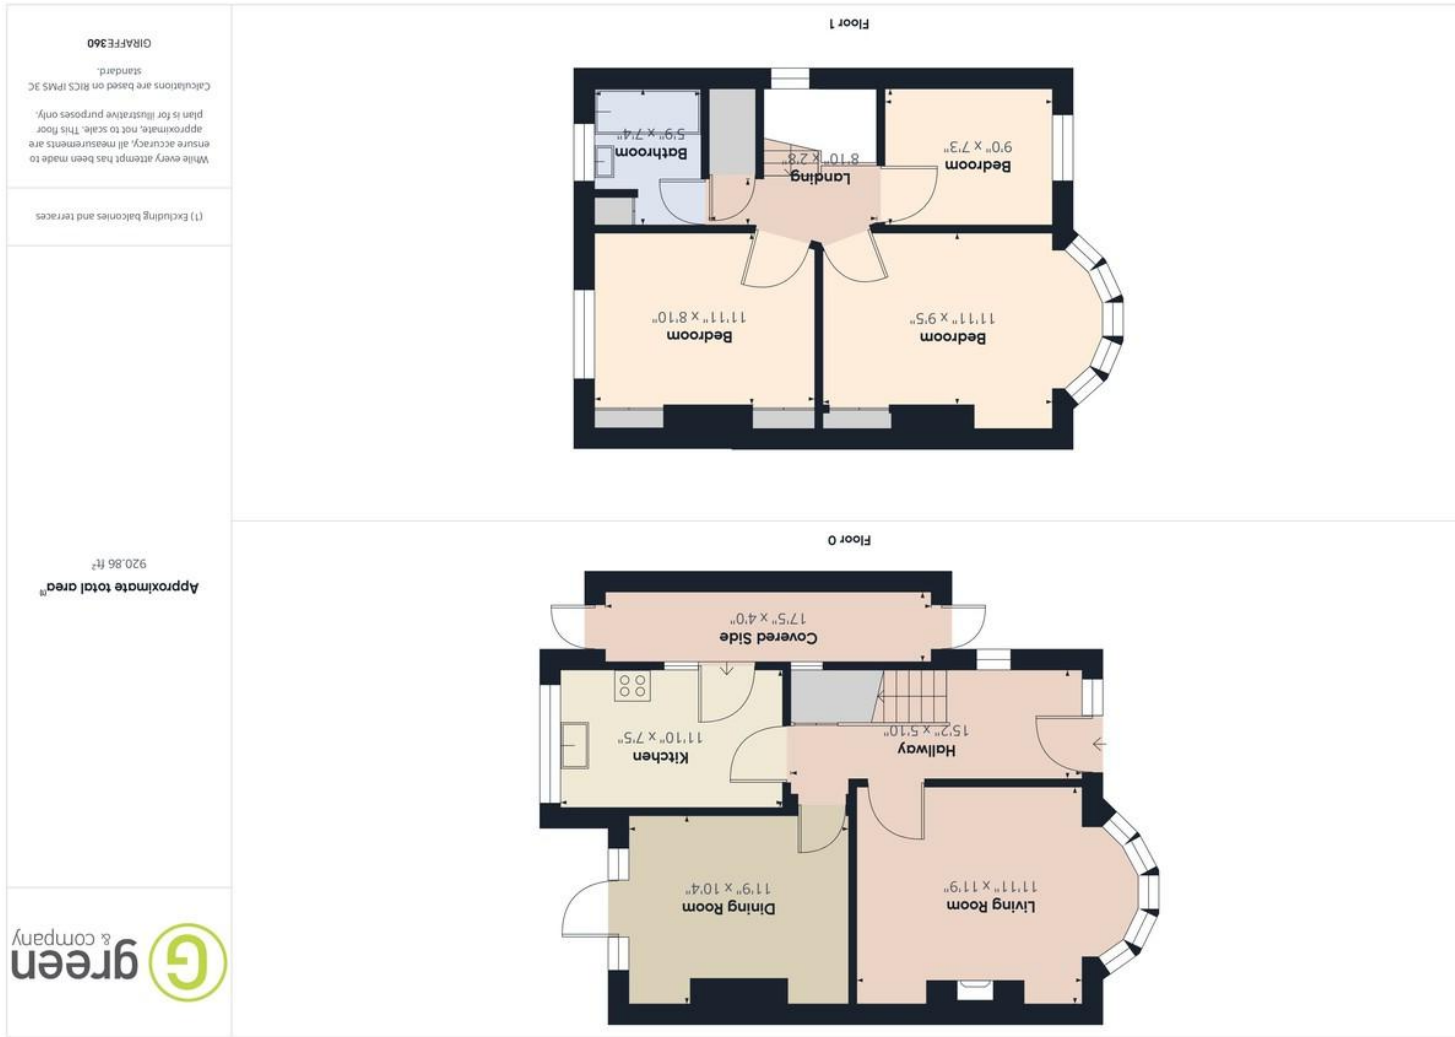 Living Room
11'11" x 11'9"
Dining Room
11'9" x 10'4"
Hallway
15'2" x 5'10"
Kitchen
11'10" x 7'5"
Covered Side
17'5" x 4'0"
Floor 0
Bedroom
11'11" x 9'5"
Bedroom
11'11" x 8'10"
Bedroom
9'0" x 7'3"
Landing
8'10" x 2'8"
Bathroom
5'9" x 7'4"
Floor 1
G green
& company
Approximate total area(1)
920.86 ft²
(1) Excluding balconies and terraces
While every attempt has been made to
ensure accuracy, all measurements are
approximate, not to scale. This floor
plan is for illustrative purposes only.
Calculations are based on RICS IPMS 3C
standard.
GIRAFFE360